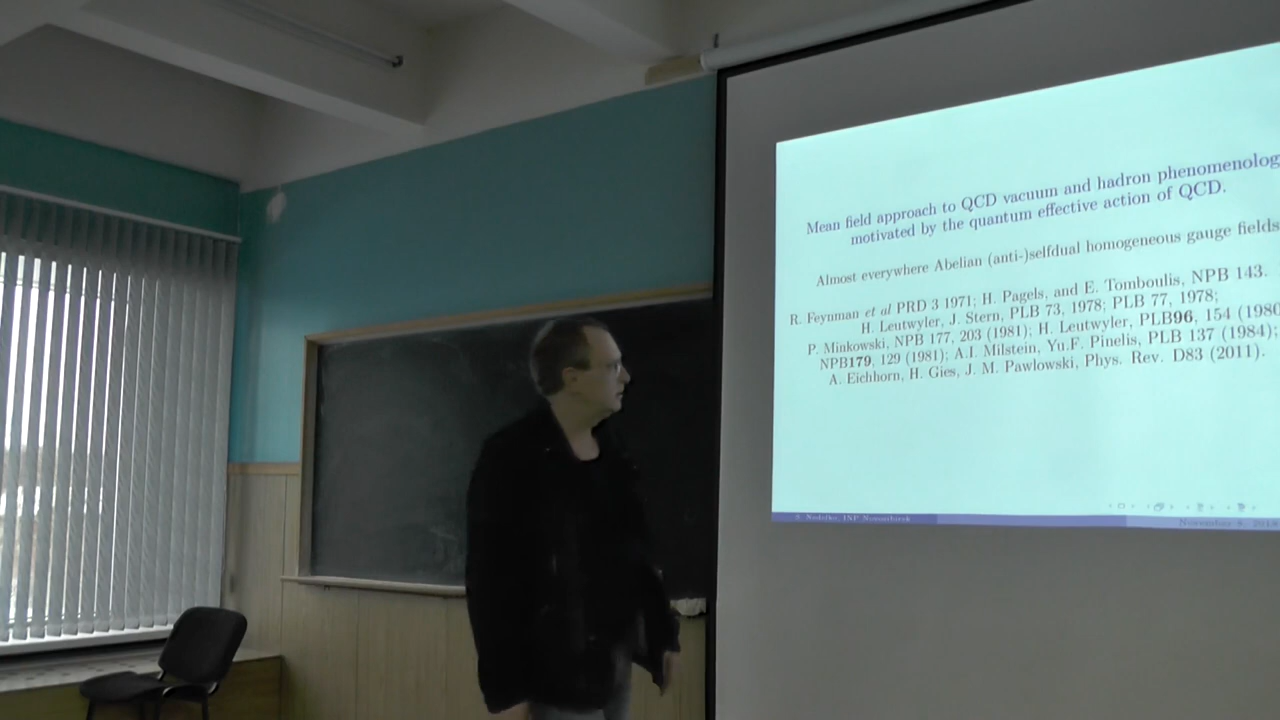 Mean field approach to QCD vacuum and hadron phenomenolog
motivated by the quantum effective action of QCD.
Almost everywhere Abelian (anti-)selfdual homogeneous gauge fields
R. Feynman et al PRD 3 1971; H. Pagels, and E. Tomboulis, NPB 143.
H. Leutwyler, J. Stern, PLB 73, 1978; PLB 77, 1978;
P. Minkowski, NPB 177, 203 (1981); H. Leutwyler, PLB96, 154 (1980
NPB179, 129 (1981); A.I. Milstein, Yu.F. Pinelis, PLB 137 (1984);
A. Eichhorn, H. Gies, J. M. Pawlowski, Phys. Rev. D83 (2011).
November